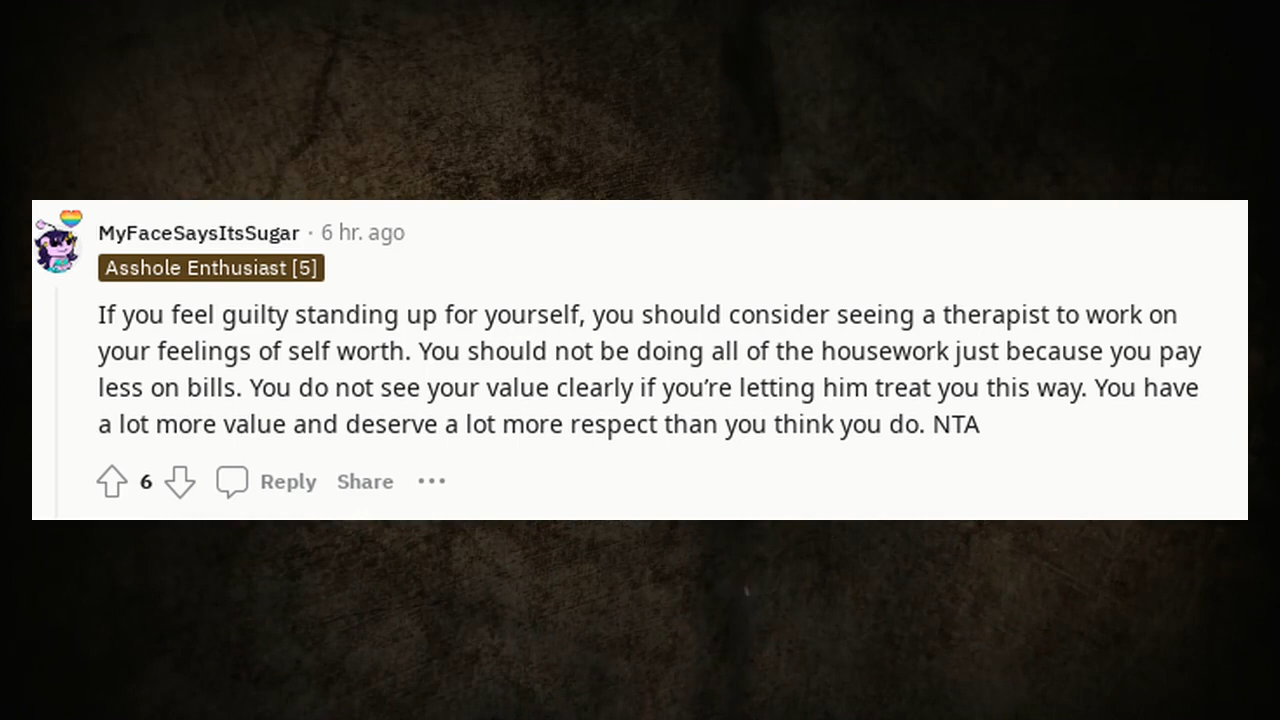 MyFaceSaysItsSugar · 6 hr. ago
Asshole Enthusiast [5]
If you feel guilty standing up for yourself, you should consider seeing a therapist to work on
your feelings of self worth. You should not be doing all of the housework just because you pay
less on bills. You do not see your value clearly if you’re letting him treat you this way. You have
a lot more value and deserve a lot more respect than you think you do. NTA
6 Reply Share